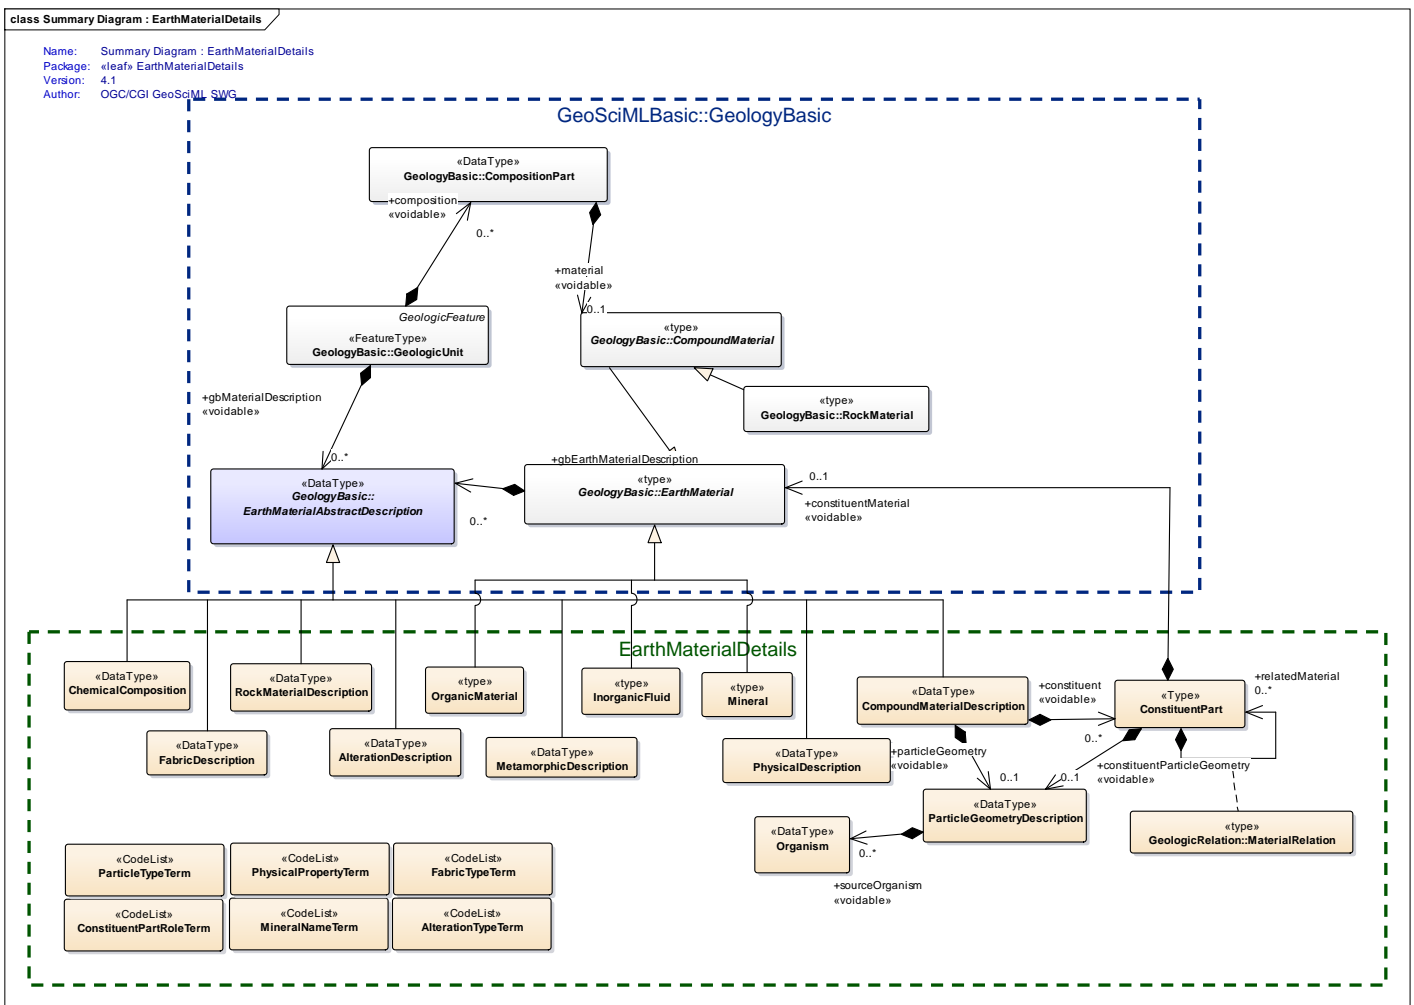 class Summary Diagram : EarthMaterialDetails
Name: Summary Diagram : EarthMaterialDetails
Package: «leaf» EarthMaterialDetails
Version: 4.1
Author: OGC/CGI GeoSciML SWG
GeoSciMLBasic::GeologyBasic
«DataType»
GeologyBasic::CompositionPart
+composition
«voidable»
0..*
+material
«voidable»
0..1
GeologicFeature
«FeatureType»
GeologyBasic::GeologicUnit
«type»
GeologyBasic::CompoundMaterial
«type»
GeologyBasic::RockMaterial
+gbMaterialDescription
«voidable»
0..*
+gbEarthMaterialDescription
«DataType»
GeologyBasic::
EarthMaterialAbstractDescription
0..*
«type»
GeologyBasic::EarthMaterial
0..1
+constituentMaterial
«voidable»
EarthMaterialDetails
«DataType»
ChemicalComposition
«DataType»
RockMaterialDescription
«type»
OrganicMaterial
«type»
InorganicFluid
«type»
Mineral
«DataType»
CompoundMaterialDescription
+constituent
«voidable»
0..*
«Type»
ConstituentPart
+relatedMaterial
0..*
«DataType»
FabricDescription
«DataType»
AlterationDescription
«DataType»
MetamorphicDescription
«DataType»
PhysicalDescription
+particleGeometry
«voidable»
0..1
+constituentParticleGeometry
«voidable»
0..1
«DataType»
ParticleGeometryDescription
«type»
GeologicRelation::MaterialRelation
«DataType»
Organism
0..*
+sourceOrganism
«voidable»
«CodeList»
ParticleTypeTerm
«CodeList»
PhysicalPropertyTerm
«CodeList»
FabricTypeTerm
«CodeList»
ConstituentPartRoleTerm
«CodeList»
MineralNameTerm
«CodeList»
AlterationTypeTerm